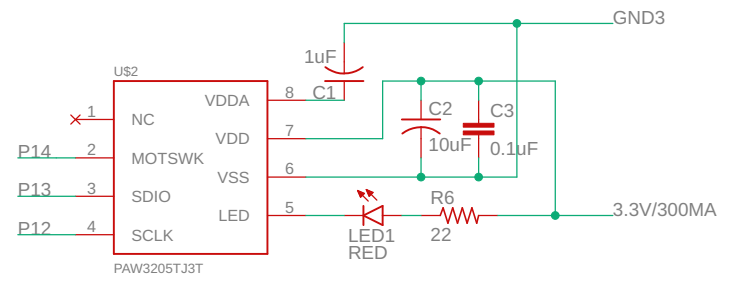 GND3
1uF
U$2
C1
8
VDDA
1
NC
C2
C3
7
VDD
10uF
0.1uF
P14
2
MOTSWK
6
VSS
P13
3
SDIO
R6
5
LED
3.3V/300MA
P12
4
SCLK
LED1
22
RED
PAW3205TJ3T